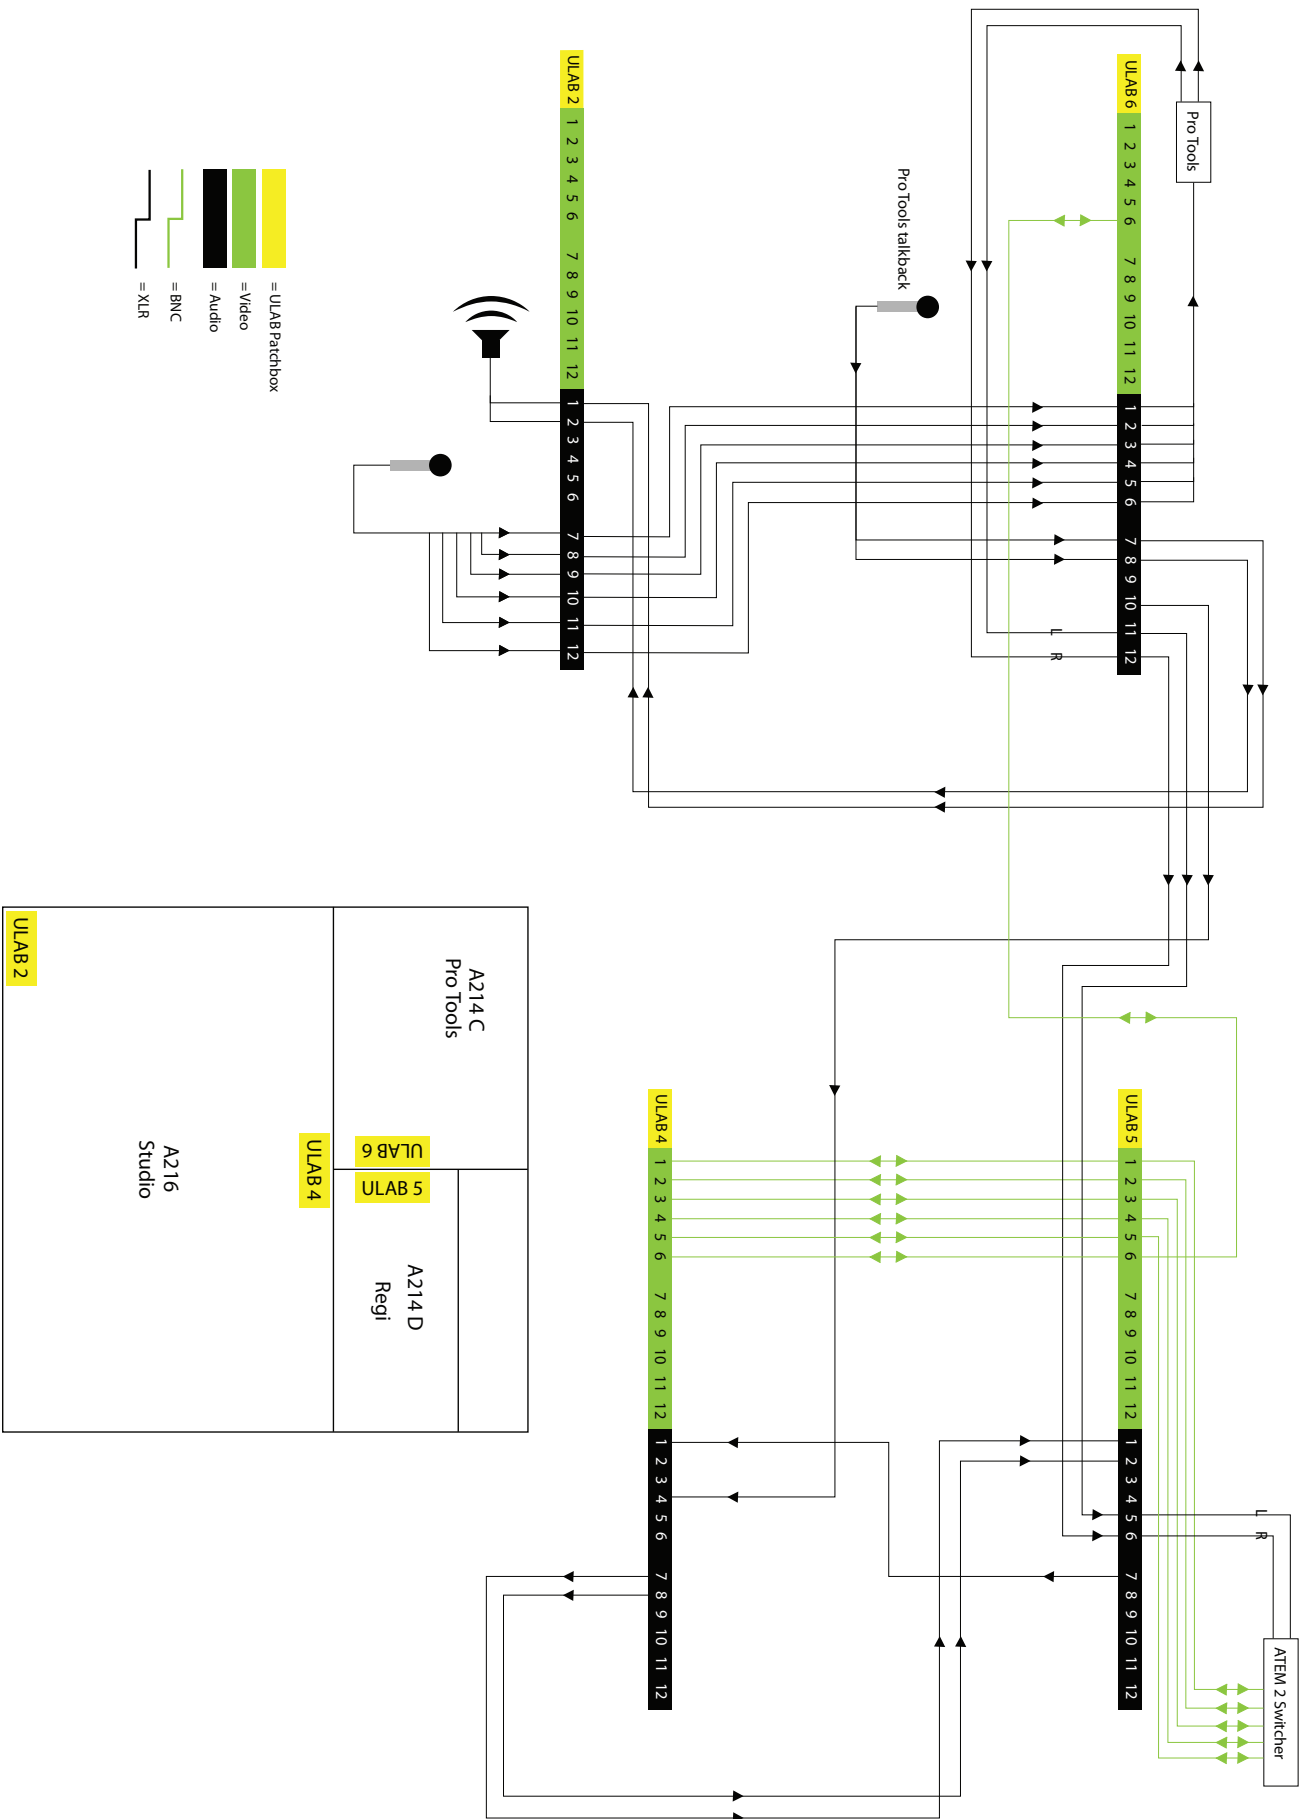 ULAB 6 1 2 3 4 5 6 7 8 9 10 11 12 1 2 3 4 5 6 7 8 9 10 11 12
Pro Tools
L
R
Pro Tools talkback
ULAB 2 1 2 3 4 5 6 7 8 9 10 11 12 1 2 3 4 5 6 7 8 9 10 11 12
ULAB 5 1 2 3 4 5 6 7 8 9 10 11 12 1 2 3 4 5 6 7 8 9 10 11 12
L
R
ATEM 2 Switcher
ULAB 4 1 2 3 4 5 6 7 8 9 10 11 12 1 2 3 4 5 6 7 8 9 10 11 12
= ULAB Patchbox
= Video
= Audio
= BNC
= XLR
A214 C
Pro Tools
ULAB 6
ULAB 5
A214 D
Regi
ULAB 4
A216
Studio
ULAB 2